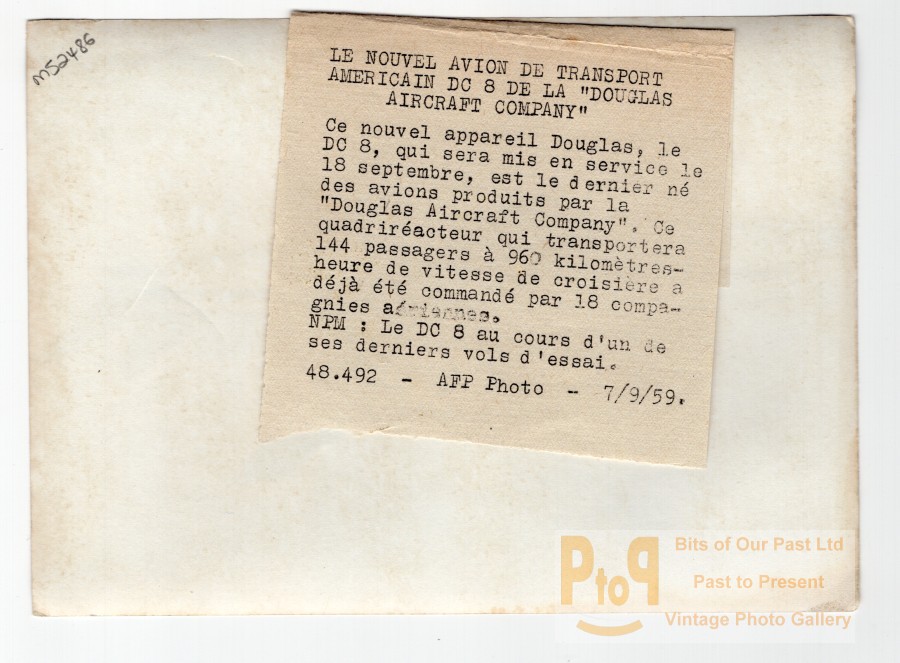 M52486
LE NOUVEL AVION DE TRANSPORT
AMERICAIN DC 8 DE LA "DOUGLAS
AIRCRAFT COMPANY"
Ce nouvel appareil Douglas, le
DC 8, qui sera mis en service le
18 septembre, est le dernier né
des avions produits par la
"Douglas Aircraft Company". Ce
quadriréacteur qui transportera
144 passagers à 960 kilomètres-
heure de vitesse de croisière a
déjà été commandé par 18 compa-
gnies aériennes.
NPM : Le DC 8 au cours d'un de
ses derniers vols d'essai.
48.492 - AFP Photo - 7/9/59.
PtoP
Bits of Our Past Ltd
Past to Present
Vintage Photo Gallery